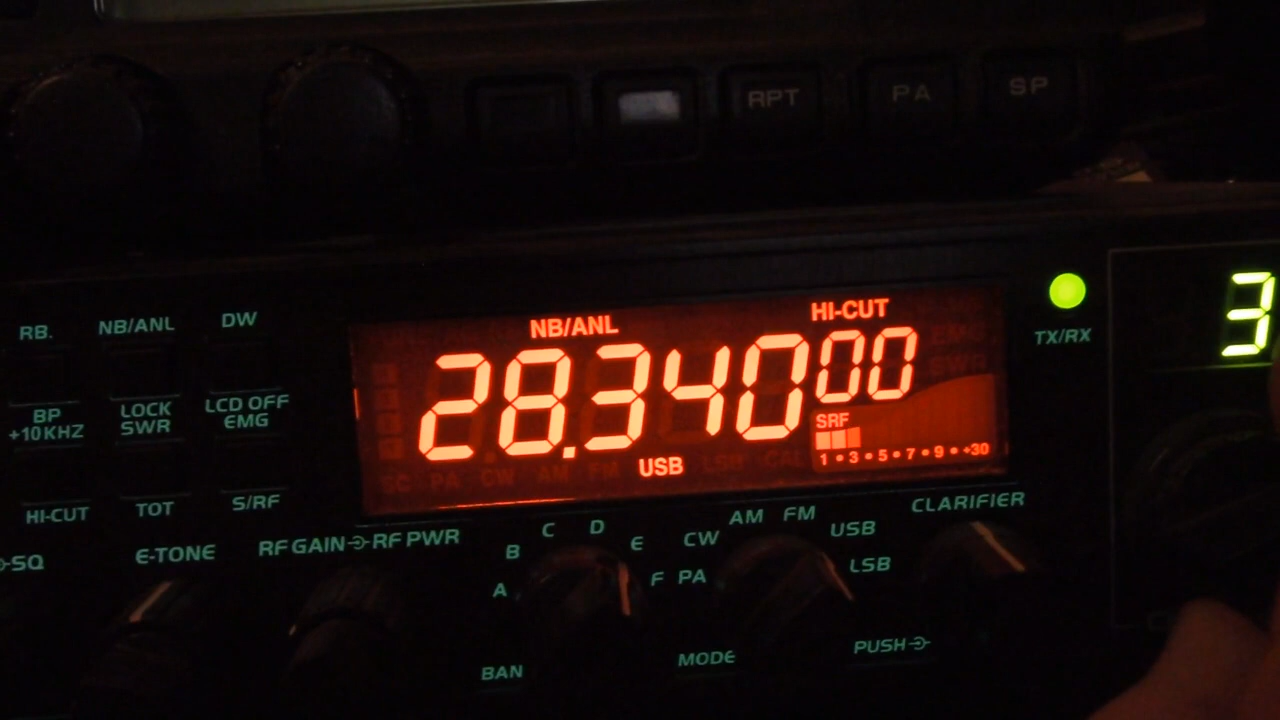 RPT PA SP
RB. NB/ANL DW
NB/ANL HI-CUT
28.34000
TX/RX
3
BP LOCK LCD OFF
+10KHZ SWR EMG
SRF
1•3•5•7•9•+30
USB
HI-CUT TOT S/RF
SQ E-TONE RF GAIN RF PWR
A B C D E F
PA CW AM FM USB LSB
CLARIFIER
BAN MODE PUSH